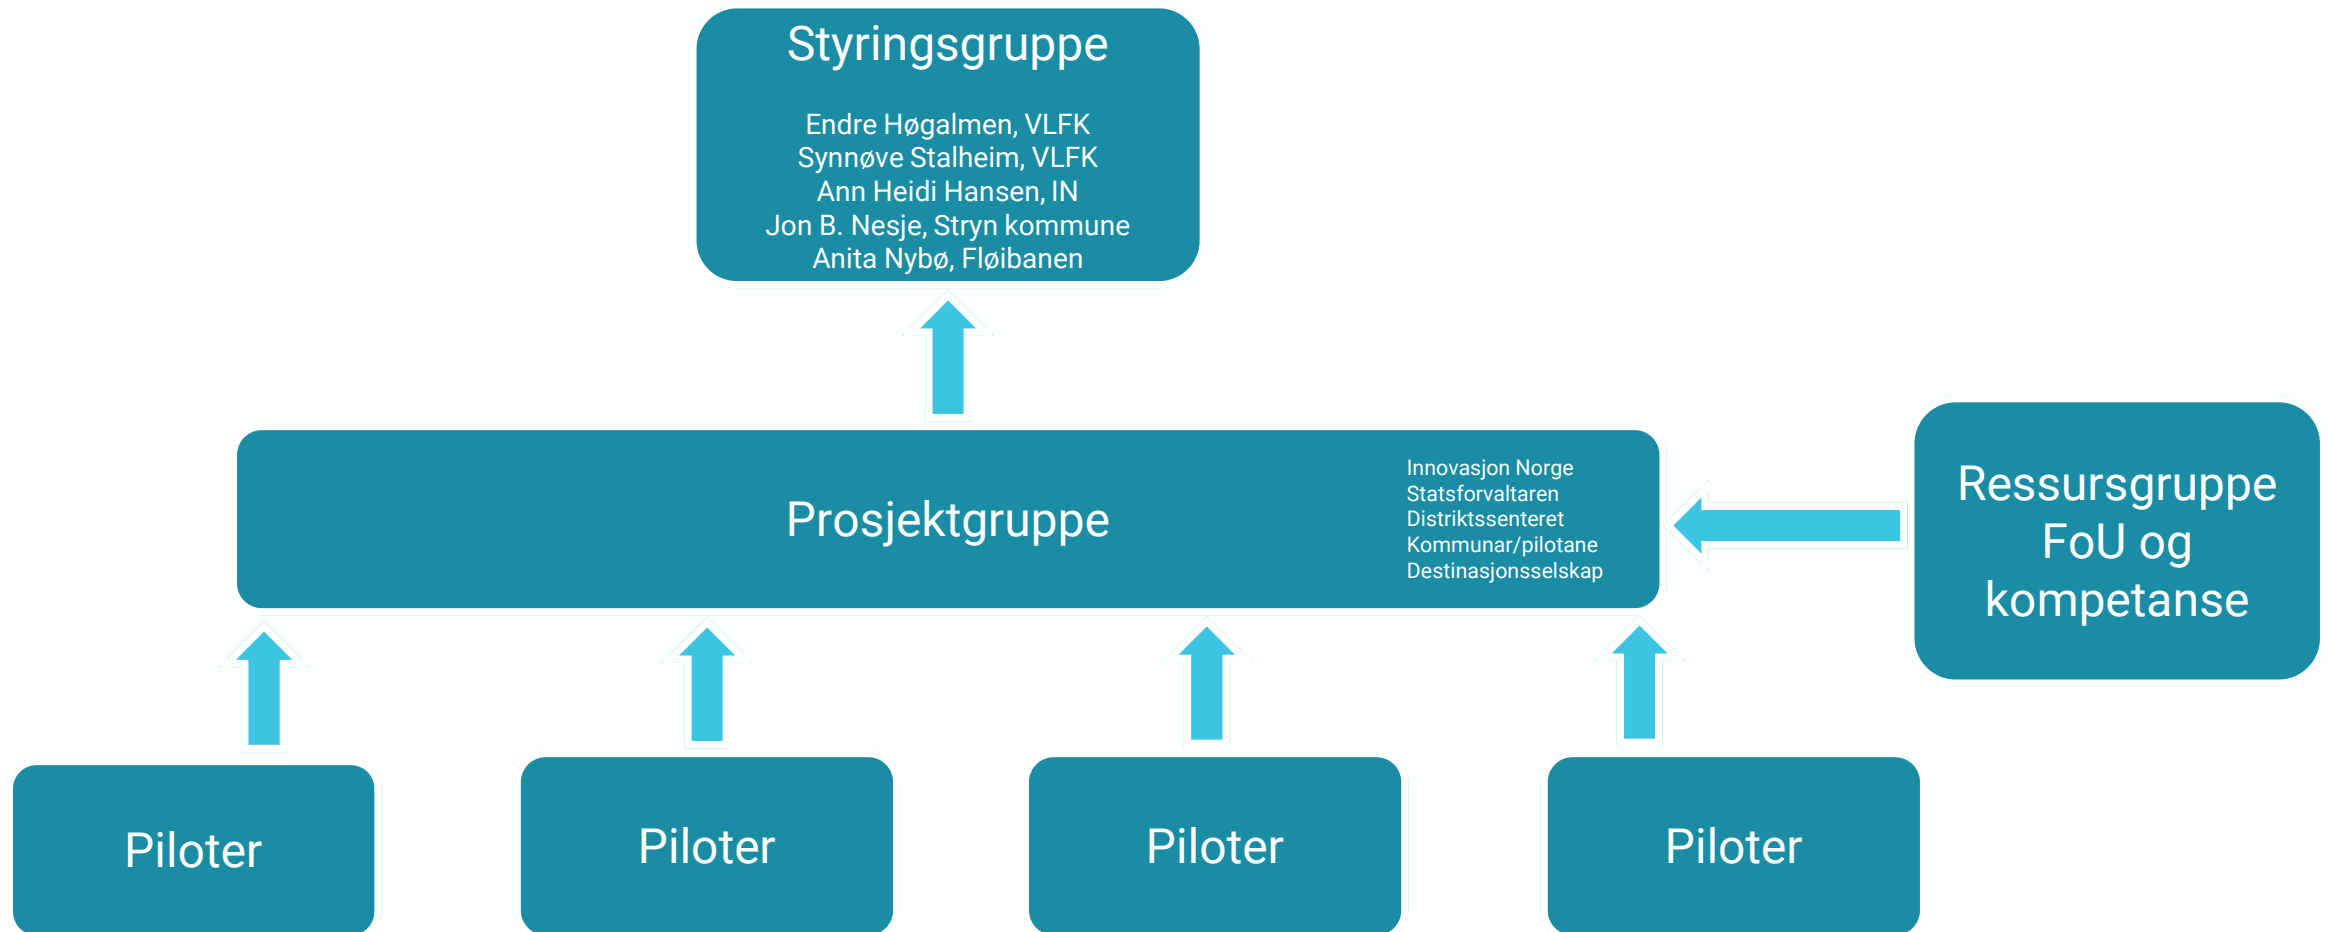 Styringsgruppe
Endre Høgalmen, VLFK
Synnøve Stalheim, VLFK
Ann Heidi Hansen, IN
Jon B. Nesje, Stryn kommune
Anita Nybø, Fløibanen
Prosjektgruppe
Innovasjon Norge
Statsforvaltaren
Distriktssenteret
Kommunar/pilotane
Destinasjonsselskap
Ressursgruppe
FoU og
kompetanse
Piloter
Piloter
Piloter
Piloter